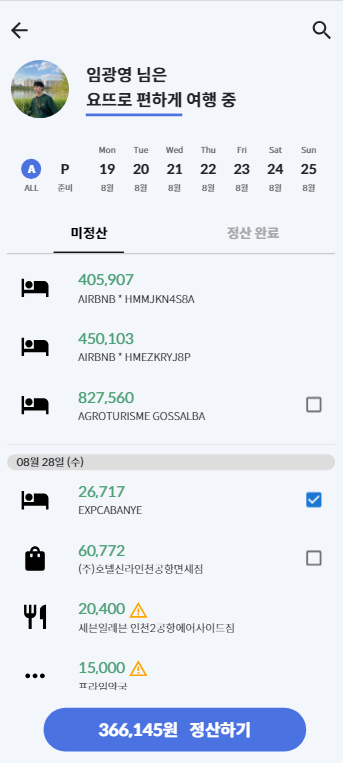 임광영 님은
요뜨로 편하게 여행 중
Mon Tue Wed Thu Fri Sat Sun
A P 19 20 21 22 23 24 25
ALL 준비 8월 8월 8월 8월 8월 8월 8월
미정산 정산 완료
405,907
AIRBNB * HMMJKN4S8A
450,103
AIRBNB * HMEZKRYJ8P
827,560
AGROTURISME GOSSALBA
08월 28일 (수)
26,717
EXPCABANYE
60,772
(주)호텔신라인천공항면세점
20,400
세븐일레븐 인천2공항에어사이드점
15,000
프라임약국
366,145원 정산하기